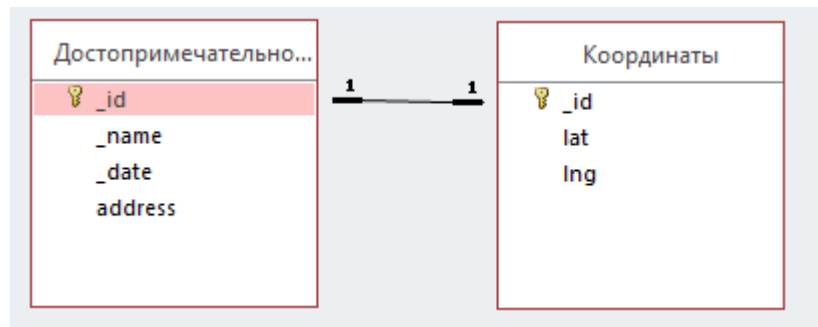 Достопримечательно...
_id
_name
_date
address
1 1
Координаты
_id
lat
lng